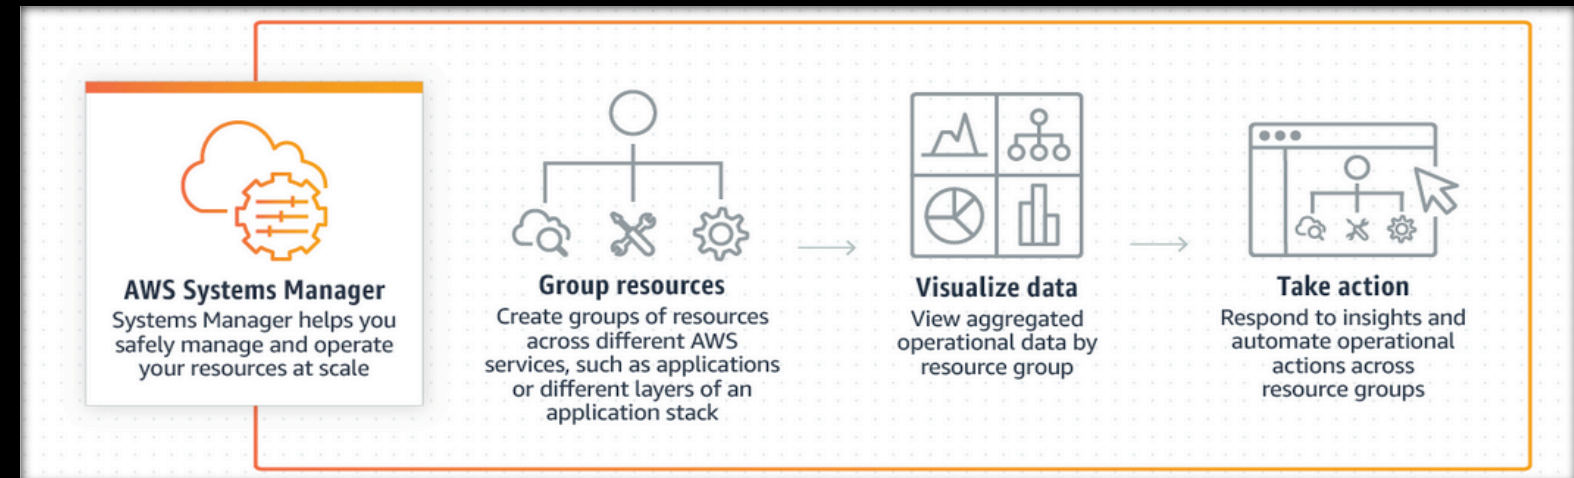 AWS Systems Manager
Systems Manager helps you
safely manage and operate
your resources at scale
Group resources
Create groups of resources
across different AWS
services, such as applications
or different layers of an
application stack
Visualize data
View aggregated
operational data by
resource group
Take action
Respond to insights and
automate operational
actions across
resource groups